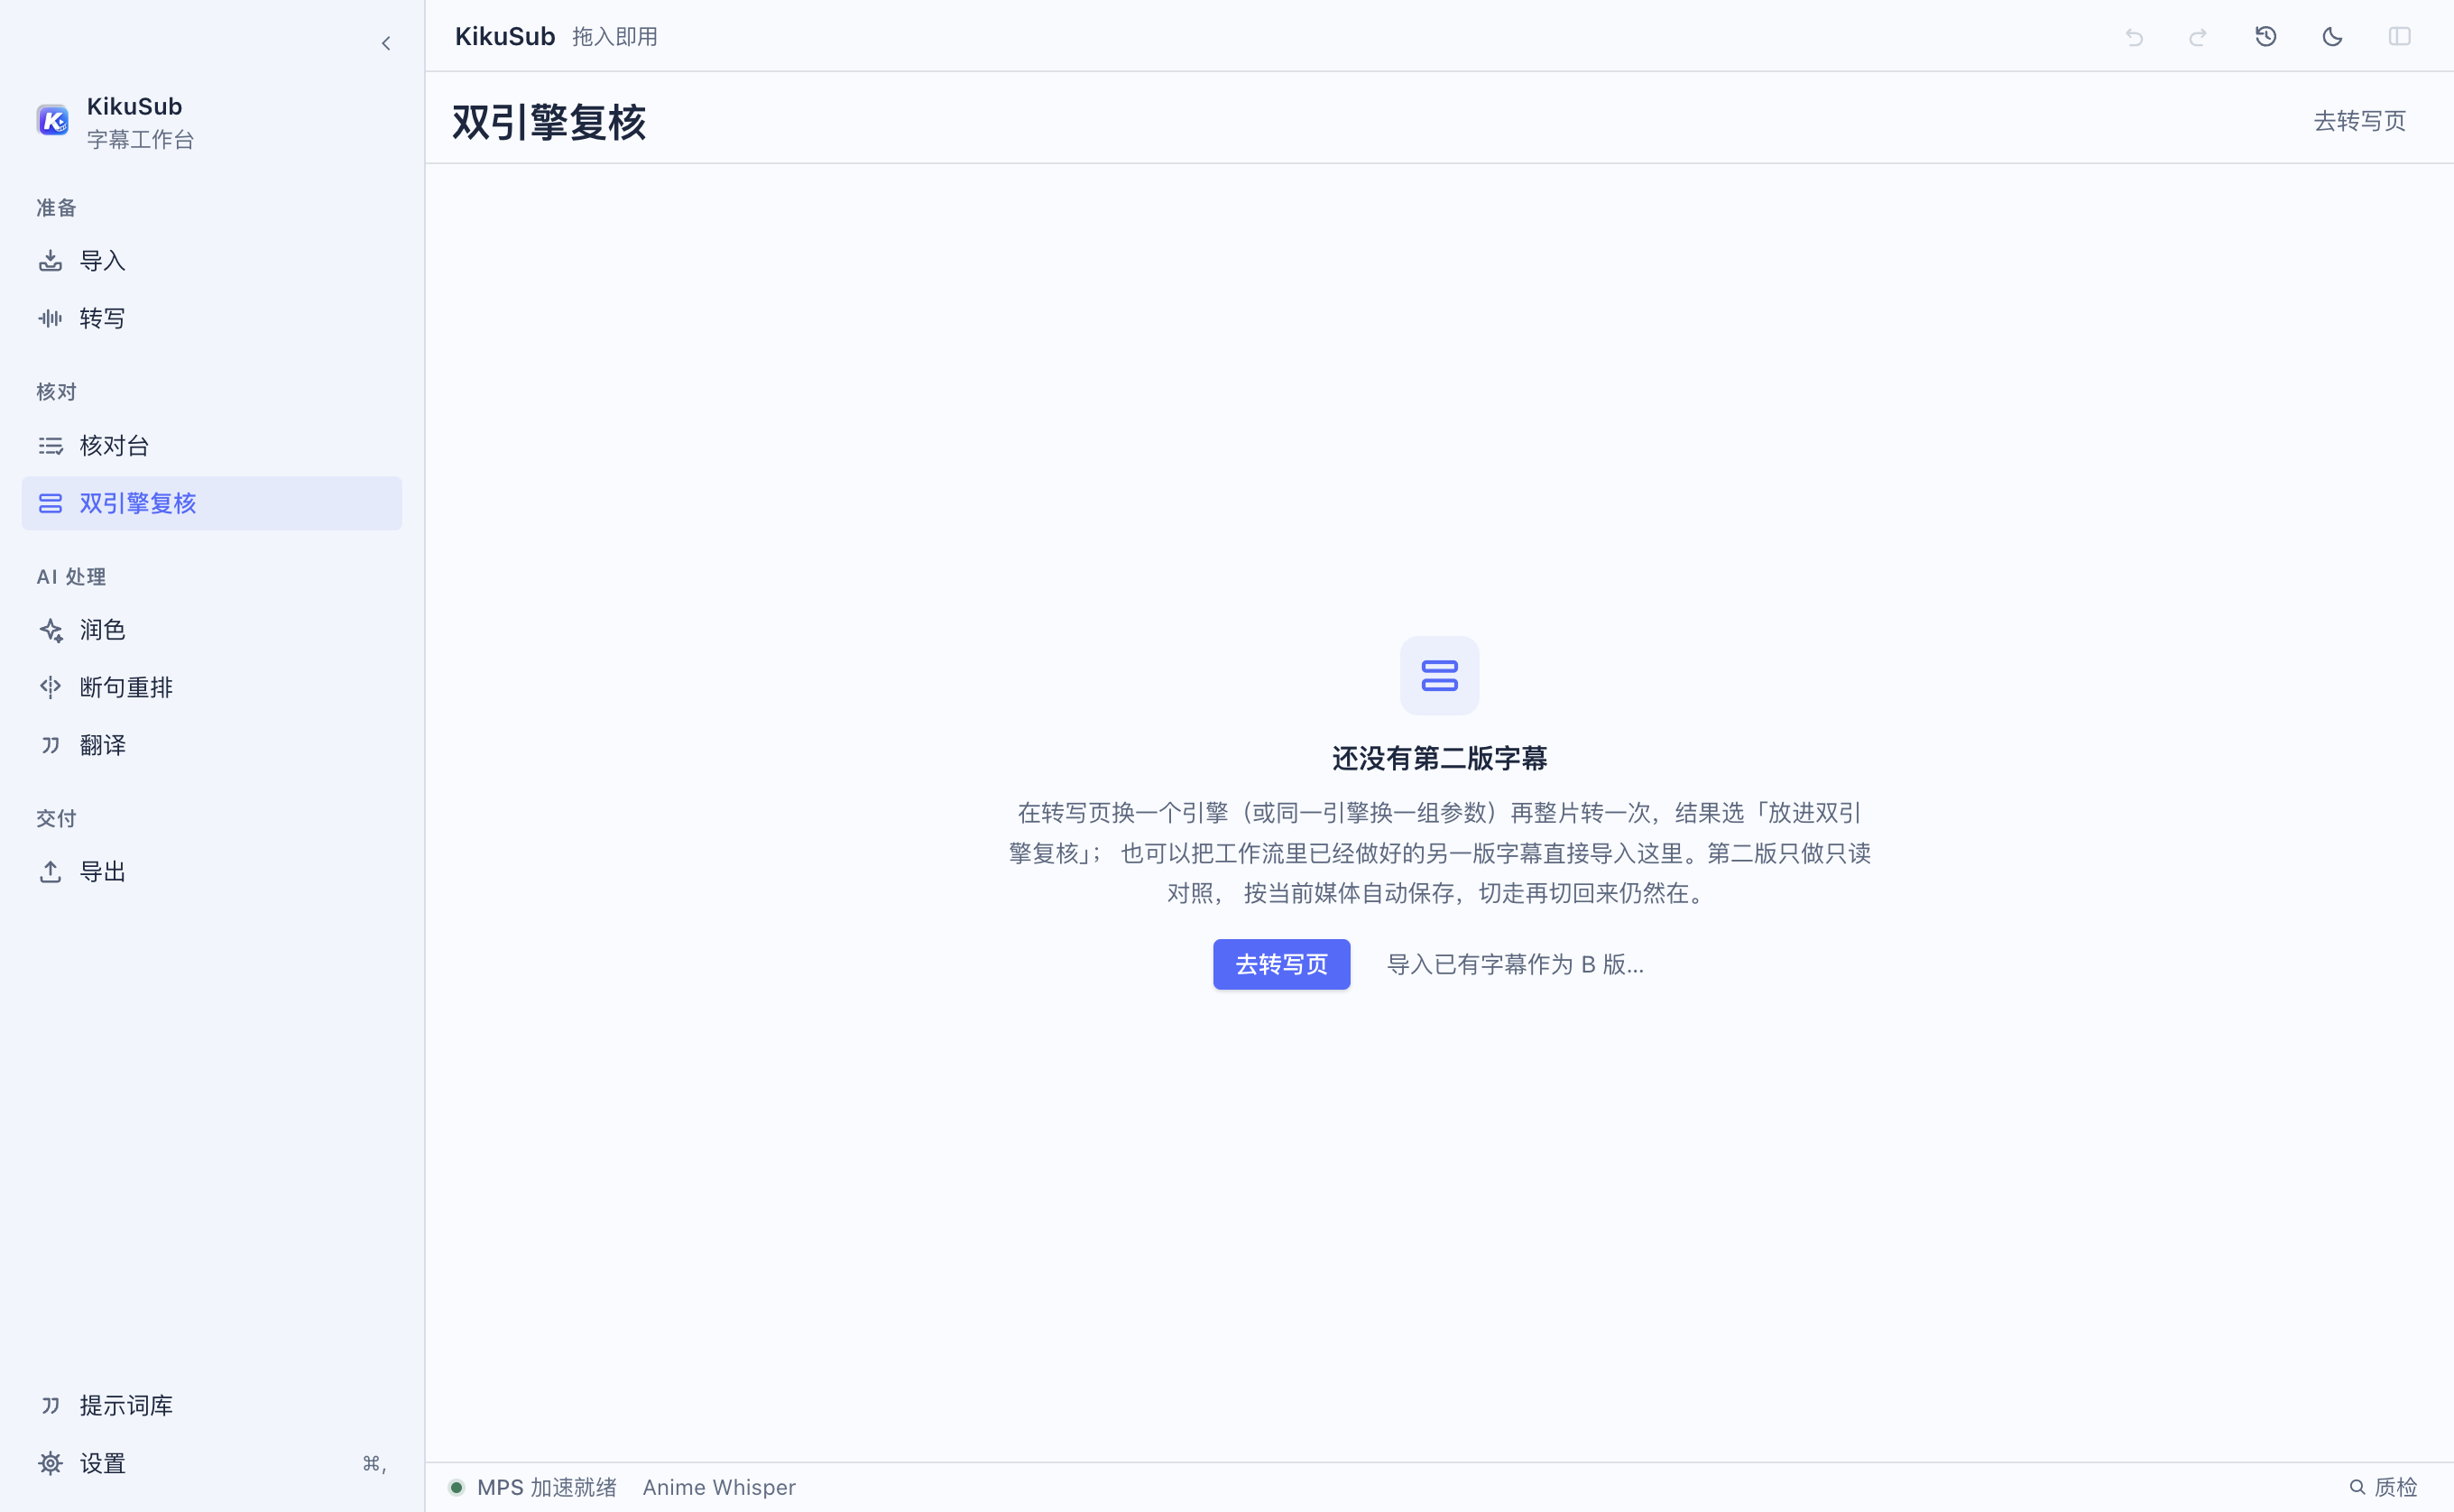 KikuSub
字幕工作台
准备
导入
转写
核对
核对台
双引擎复核
AI 处理
润色
断句重排
翻译
交付
导出
提示词库
设置 ⌘,
KikuSub 拖入即用
双引擎复核 去转写页
还没有第二版字幕
在转写页换一个引擎（或同一引擎换一组参数）再整片转一次，结果选「放进双引
擎复核」； 也可以把工作流里已经做好的另一版字幕直接导入这里。第二版只做只读
对照， 按当前媒体自动保存，切走再切回来仍然在。
去转写页 导入已有字幕作为 B 版...
MPS 加速就绪 Anime Whisper 质检